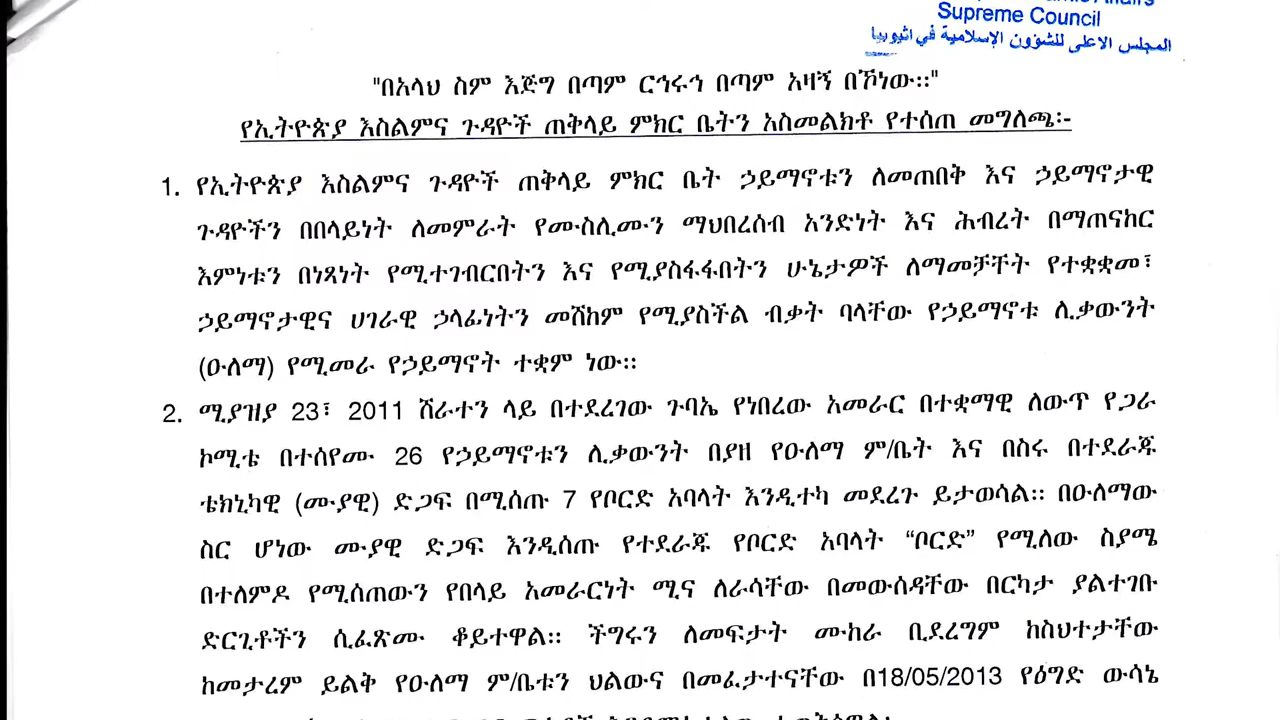 Supreme Council
المجلس الاعلى للشؤون الإسلامية في اثيوبيا
"በአላህ ስም እጅግ በጣም ርኅሩኅ በጣም አዛኝ በኾነው።"
የኢትዮጵያ እስልምና ጉዳዮች ጠቅላይ ምክር ቤትን አስመልክቶ የተሰጠ መግለጫ፡-
1. የኢትዮጵያ እስልምና ጉዳዮች ጠቅላይ ምክር ቤት ኃይማኖቱን ለመጠበቅ እና ኃይማኖታዊ
ጉዳዮችን በበላይነት ለመምራት የሙስሊሙን ማህበረሰብ አንድነት እና ሕብረት በማጠናከር
እምነቱን በነጻነት የሚተገብርበትን እና የሚያስፋፋበትን ሁኔታዎች ለማመቻቸት የተቋቋመ፣
ኃይማኖታዊና ሀገራዊ ኃላፊነትን መሸከም የሚያስችል ብቃት ባላቸው የኃይማኖቱ ሊቃውንት
(ዑለማ) የሚመራ የኃይማኖት ተቋም ነው።
2. ሚያዝያ 23፣ 2011 ሸራተን ላይ በተደረገው ጉባኤ የነበረው አመራር በተቋማዊ ለውጥ የጋራ
ኮሚቴ በተሰየሙ 26 የኃይማኖቱን ሊቃውንት በያዘ የዑለማ ም/ቤት እና በስሩ በተደራጁ
ቴክኒካዊ (ሙያዊ) ድጋፍ በሚሰጡ 7 የቦርድ አባላት እንዲተካ መደረጉ ይታወሳል። በዑለማው
ስር ሆነው ሙያዊ ድጋፍ እንዲሰጡ የተደራጁ የቦርድ አባላት “ቦርድ” የሚለው ስያሜ
በተለምዶ የሚሰጠውን የበላይ አመራርነት ሚና ለራሳቸው በመውሰዳቸው በርካታ ያልተገቡ
ድርጊቶችን ሲፈጽሙ ቆይተዋል። ችግሩን ለመፍታት ሙከራ ቢደረግም ከስህተታቸው
ከመታረም ይልቅ የዑለማ ም/ቤቱን ህልውና በመፈታተናቸው በ18/05/2013 የዕግድ ውሳኔ